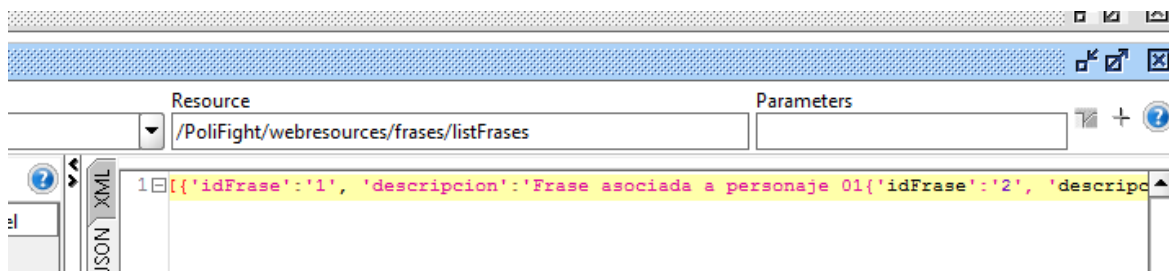 Resource
Parameters
/PoliFight/webresources/frases/listFrases
XML
1 [{'idFrase':'1', 'descripcion':'Frase asociada a personaje 01{'idFrase':'2', 'descripc
el
JSON